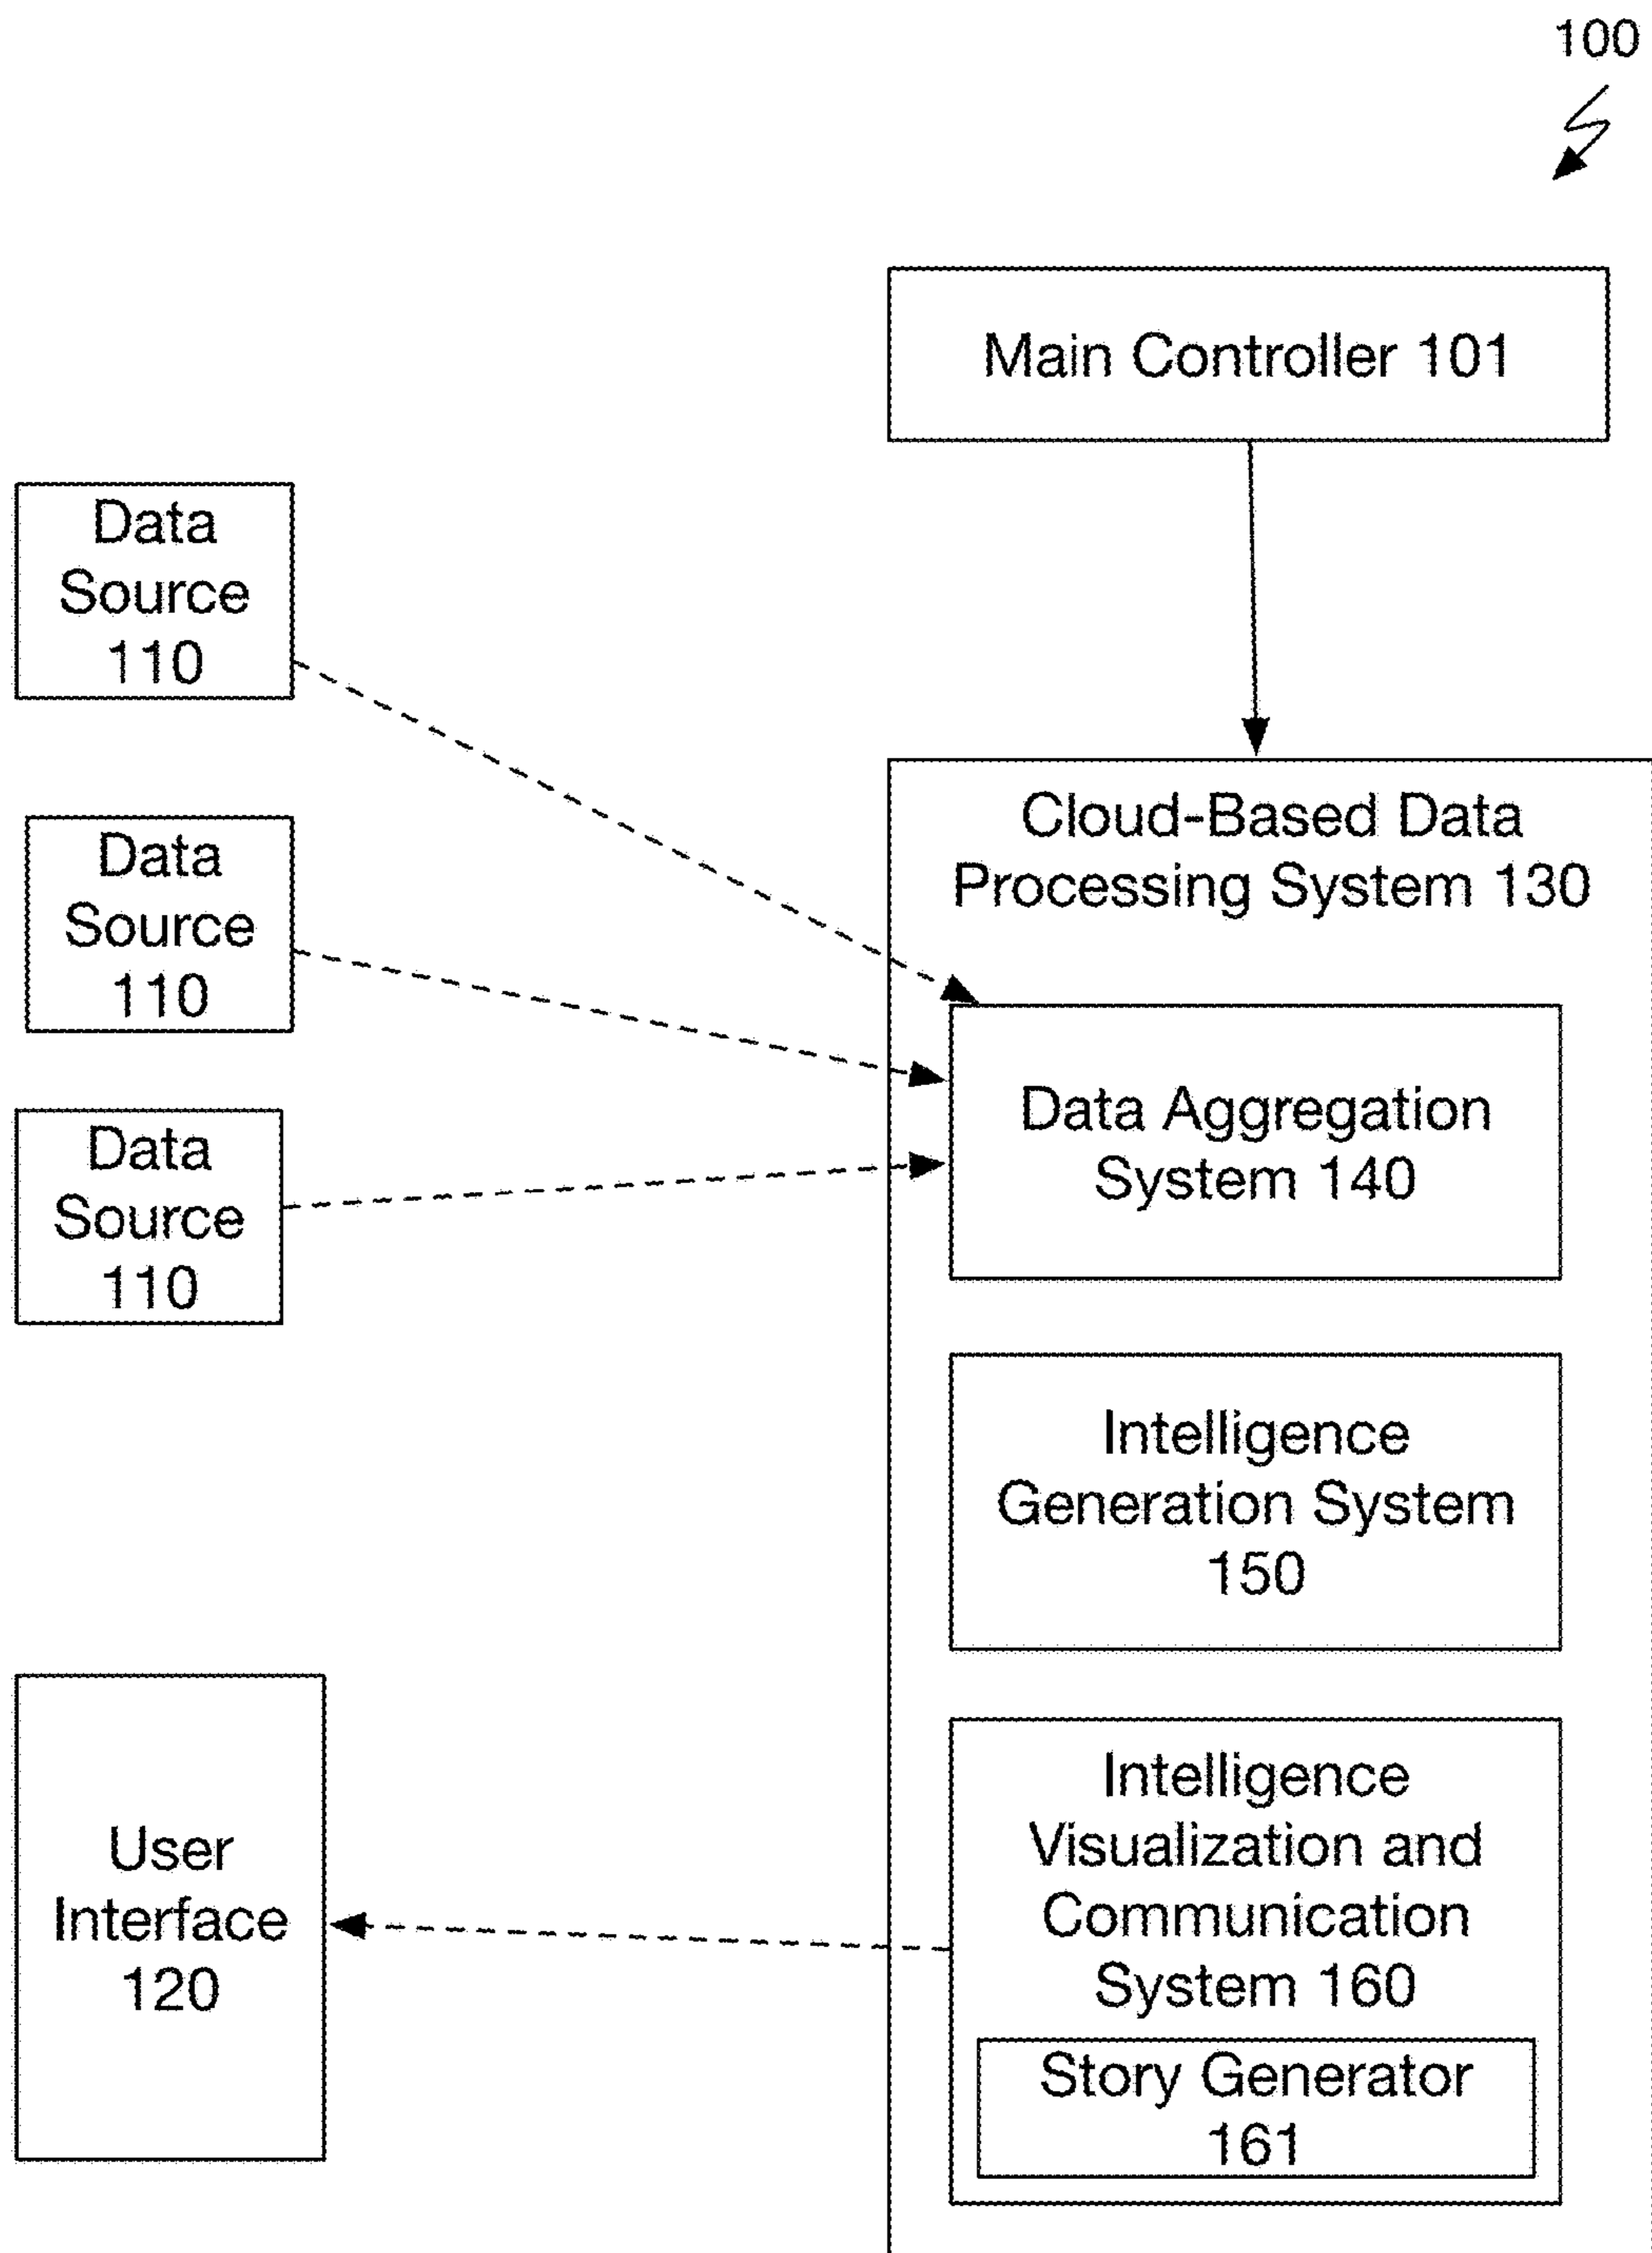 100
Main Controller 101
Data
Source
110
Data
Source
110
Data
Source
110
Cloud-Based Data
Processing System 130
Data Aggregation
System 140
Intelligence
Generation System
150
User
Interface
120
Intelligence
Visualization and
Communication
System 160
Story Generator
161